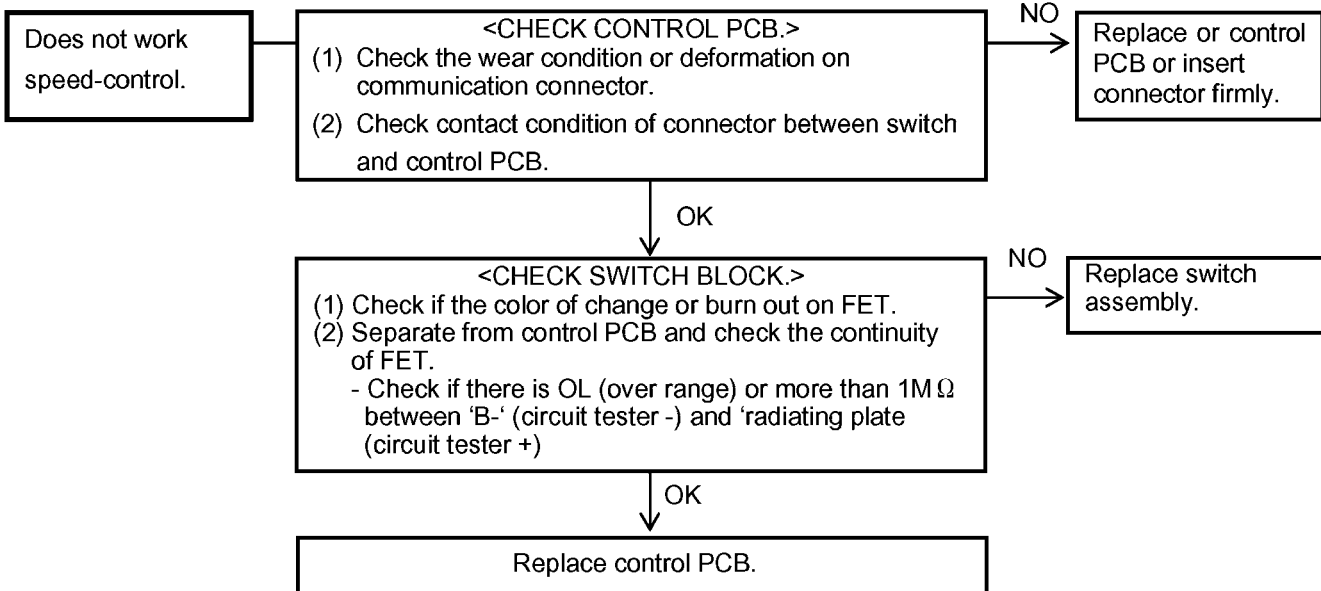 Does not work
speed-control.
<CHECK CONTROL PCB.>
(1) Check the wear condition or deformation on
communication connector.
(2) Check contact condition of connector between switch
and control PCB.
NO
Replace or control
PCB or insert
connector firmly.
OK
<CHECK SWITCH BLOCK.>
(1) Check if the color of change or burn out on FET.
(2) Separate from control PCB and check the continuity
of FET.
- Check if there is OL (over range) or more than 1M Ω
between ‘B-‘ (circuit tester -) and ‘radiating plate
(circuit tester +)
NO
Replace switch
assembly.
OK
Replace control PCB.